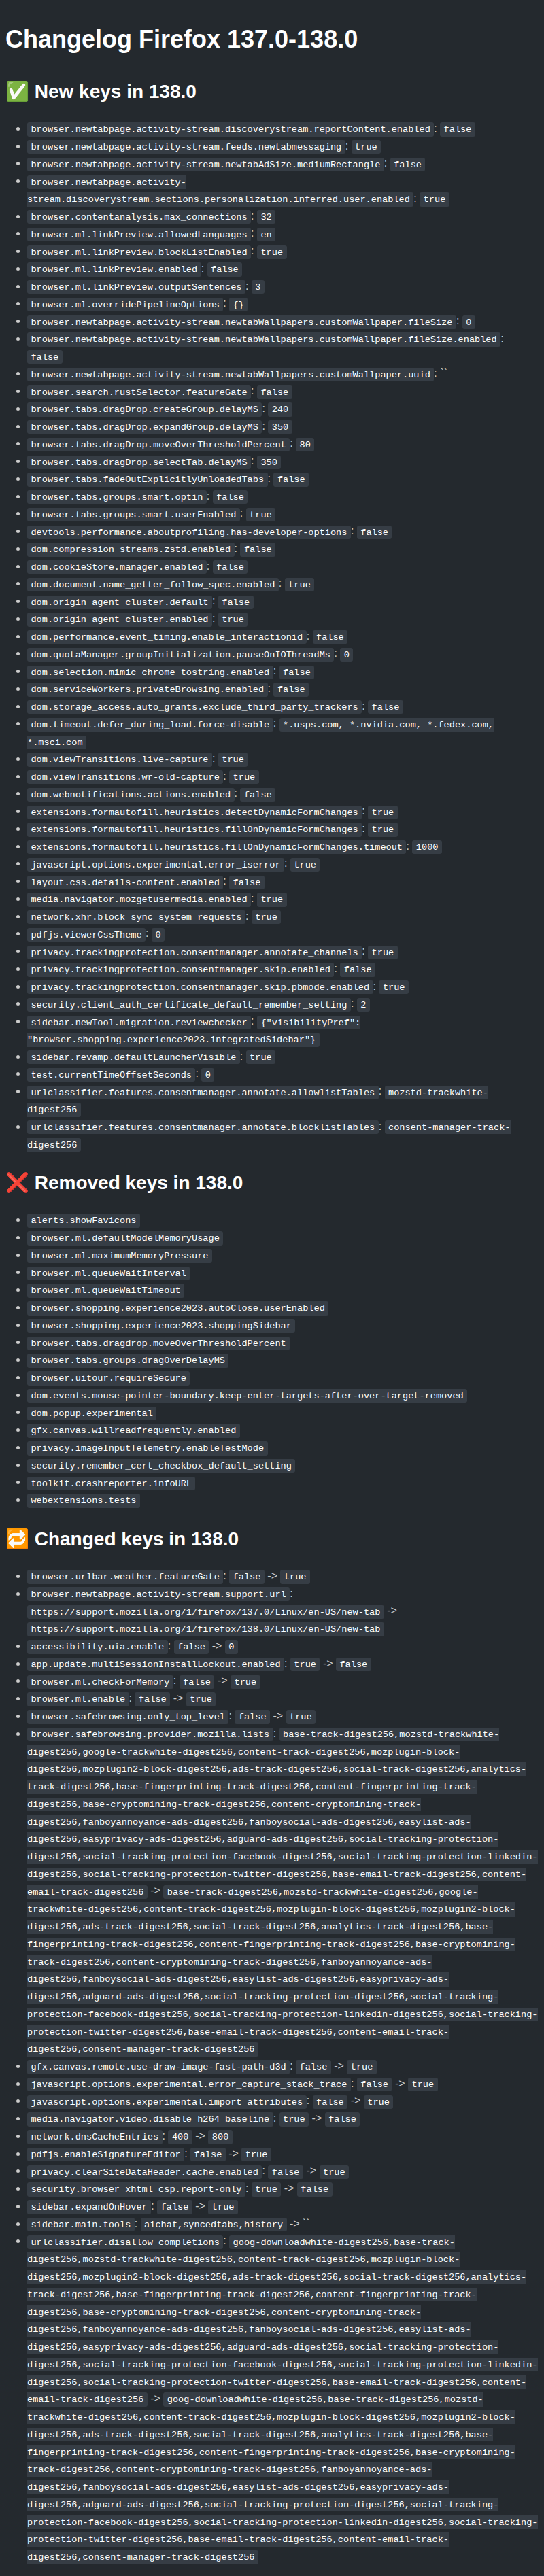 Changelog Firefox 137.0-138.0
✅ New keys in 138.0
• browser.newtabpage.activity-stream.discoverystream.reportContent.enabled: false
• browser.newtabpage.activity-stream.feeds.newtabmessaging: true
• browser.newtabpage.activity-stream.newtabAdSize.mediumRectangle: false
• browser.newtabpage.activity-
stream.discoverystream.sections.personalization.inferred.user.enabled: true
• browser.contentanalysis.max_connections: 32
• browser.ml.linkPreview.allowedLanguages: en
• browser.ml.linkPreview.blockListEnabled: true
• browser.ml.linkPreview.enabled: false
• browser.ml.linkPreview.outputSentences: 3
• browser.ml.overridePipelineOptions: {}
• browser.newtabpage.activity-stream.newtabWallpapers.customWallpaper.fileSize: 0
• browser.newtabpage.activity-stream.newtabWallpapers.customWallpaper.fileSize.enabled:
false
• browser.newtabpage.activity-stream.newtabWallpapers.customWallpaper.uuid: ``
• browser.search.rustSelector.featureGate: false
• browser.tabs.dragDrop.createGroup.delayMS: 240
• browser.tabs.dragDrop.expandGroup.delayMS: 350
• browser.tabs.dragDrop.moveOverThresholdPercent: 80
• browser.tabs.dragDrop.selectTab.delayMS: 350
• browser.tabs.fadeOutExplicitlyUnloadedTabs: false
• browser.tabs.groups.smart.optin: false
• browser.tabs.groups.smart.userEnabled: true
• devtools.performance.aboutprofiling.has-developer-options: false
• dom.compression_streams.zstd.enabled: false
• dom.cookieStore.manager.enabled: false
• dom.document.name_getter_follow_spec.enabled: true
• dom.origin_agent_cluster.default: false
• dom.origin_agent_cluster.enabled: true
• dom.performance.event_timing.enable_interactionid: false
• dom.quotaManager.groupInitialization.pauseOnIOThreadMs: 0
• dom.selection.mimic_chrome_tostring.enabled: false
• dom.serviceWorkers.privateBrowsing.enabled: false
• dom.storage_access.auto_grants.exclude_third_party_trackers: false
• dom.timeout.defer_during_load.force-disable: *.usps.com, *.nvidia.com, *.fedex.com,
*.msci.com
• dom.viewTransitions.live-capture: true
• dom.viewTransitions.wr-old-capture: true
• dom.webnotifications.actions.enabled: false
• extensions.formautofill.heuristics.detectDynamicFormChanges: true
• extensions.formautofill.heuristics.fillOnDynamicFormChanges: true
• extensions.formautofill.heuristics.fillOnDynamicFormChanges.timeout: 1000
• javascript.options.experimental.error_iserror: true
• layout.css.details-content.enabled: false
• media.navigator.mozgetusermedia.enabled: true
• network.xhr.block_sync_system_requests: true
• pdfjs.viewerCssTheme: 0
• privacy.trackingprotection.consentmanager.annotate_channels: true
• privacy.trackingprotection.consentmanager.skip.enabled: false
• privacy.trackingprotection.consentmanager.skip.pbmode.enabled: true
• security.client_auth_certificate_default_remember_setting: 2
• sidebar.newTool.migration.reviewchecker: {"visibilityPref":
"browser.shopping.experience2023.integratedSidebar"}
• sidebar.revamp.defaultLauncherVisible: true
• test.currentTimeOffsetSeconds: 0
• urlclassifier.features.consentmanager.annotate.allowlistTables: mozstd-trackwhite-
digest256
• urlclassifier.features.consentmanager.annotate.blocklistTables: consent-manager-track-
digest256
❌ Removed keys in 138.0
• alerts.showFavicons
• browser.ml.defaultModelMemoryUsage
• browser.ml.maximumMemoryPressure
• browser.ml.queueWaitInterval
• browser.ml.queueWaitTimeout
• browser.shopping.experience2023.autoClose.userEnabled
• browser.shopping.experience2023.shoppingSidebar
• browser.tabs.dragdrop.moveOverThresholdPercent
• browser.tabs.groups.dragOverDelayMS
• browser.uitour.requireSecure
• dom.events.mouse-pointer-boundary.keep-enter-targets-after-over-target-removed
• dom.popup.experimental
• gfx.canvas.willreadfrequently.enabled
• privacy.imageInputTelemetry.enableTestMode
• security.remember_cert_checkbox_default_setting
• toolkit.crashreporter.infoURL
• webextensions.tests
🔁 Changed keys in 138.0
• browser.urlbar.weather.featureGate: false -> true
• browser.newtabpage.activity-stream.support.url:
https://support.mozilla.org/1/firefox/137.0/Linux/en-US/new-tab ->
https://support.mozilla.org/1/firefox/138.0/Linux/en-US/new-tab
• accessibility.uia.enable: false -> 0
• app.update.multiSessionInstallLockout.enabled: true -> false
• browser.ml.checkForMemory: false -> true
• browser.ml.enable: false -> true
• browser.safebrowsing.only_top_level: false -> true
• browser.safebrowsing.provider.mozilla.lists: base-track-digest256,mozstd-trackwhite-
digest256,google-trackwhite-digest256,content-track-digest256,mozplugin-block-
digest256,mozplugin2-block-digest256,ads-track-digest256,social-track-digest256,analytics-
track-digest256,base-fingerprinting-track-digest256,content-fingerprinting-track-
digest256,base-cryptomining-track-digest256,content-cryptomining-track-
digest256,fanboyannoyance-ads-digest256,fanboysocial-ads-digest256,easylist-ads-
digest256,easyprivacy-ads-digest256,adguard-ads-digest256,social-tracking-protection-
digest256,social-tracking-protection-facebook-digest256,social-tracking-protection-linkedin-
digest256,social-tracking-protection-twitter-digest256,base-email-track-digest256,content-
email-track-digest256 -> base-track-digest256,mozstd-trackwhite-digest256,google-
trackwhite-digest256,content-track-digest256,mozplugin-block-digest256,mozplugin2-block-
digest256,ads-track-digest256,social-track-digest256,analytics-track-digest256,base-
fingerprinting-track-digest256,content-fingerprinting-track-digest256,base-cryptomining-
track-digest256,content-cryptomining-track-digest256,fanboyannoyance-ads-
digest256,fanboysocial-ads-digest256,easylist-ads-digest256,easyprivacy-ads-
digest256,adguard-ads-digest256,social-tracking-protection-digest256,social-tracking-
protection-facebook-digest256,social-tracking-protection-linkedin-digest256,social-tracking-
protection-twitter-digest256,base-email-track-digest256,content-email-track-
digest256,consent-manager-track-digest256
• gfx.canvas.remote.use-draw-image-fast-path-d3d: false -> true
• javascript.options.experimental.error_capture_stack_trace: false -> true
• javascript.options.experimental.import_attributes: false -> true
• media.navigator.video.disable_h264_baseline: true -> false
• network.dnsCacheEntries: 400 -> 800
• pdfjs.enableSignatureEditor: false -> true
• privacy.clearSiteDataHeader.cache.enabled: false -> true
• security.browser_xhtml_csp.report-only: true -> false
• sidebar.expandOnHover: false -> true
• sidebar.main.tools: aichat,syncedtabs,history -> ``
• urlclassifier.disallow_completions: goog-downloadwhite-digest256,base-track-
digest256,mozstd-trackwhite-digest256,content-track-digest256,mozplugin-block-
digest256,mozplugin2-block-digest256,ads-track-digest256,social-track-digest256,analytics-
track-digest256,base-fingerprinting-track-digest256,content-fingerprinting-track-
digest256,base-cryptomining-track-digest256,content-cryptomining-track-
digest256,fanboyannoyance-ads-digest256,fanboysocial-ads-digest256,easylist-ads-
digest256,easyprivacy-ads-digest256,adguard-ads-digest256,social-tracking-protection-
digest256,social-tracking-protection-facebook-digest256,social-tracking-protection-linkedin-
digest256,social-tracking-protection-twitter-digest256,base-email-track-digest256,content-
email-track-digest256 -> goog-downloadwhite-digest256,base-track-digest256,mozstd-
trackwhite-digest256,content-track-digest256,mozplugin-block-digest256,mozplugin2-block-
digest256,ads-track-digest256,social-track-digest256,analytics-track-digest256,base-
fingerprinting-track-digest256,content-fingerprinting-track-digest256,base-cryptomining-
track-digest256,content-cryptomining-track-digest256,fanboyannoyance-ads-
digest256,fanboysocial-ads-digest256,easylist-ads-digest256,easyprivacy-ads-
digest256,adguard-ads-digest256,social-tracking-protection-digest256,social-tracking-
protection-facebook-digest256,social-tracking-protection-linkedin-digest256,social-tracking-
protection-twitter-digest256,base-email-track-digest256,content-email-track-
digest256,consent-manager-track-digest256